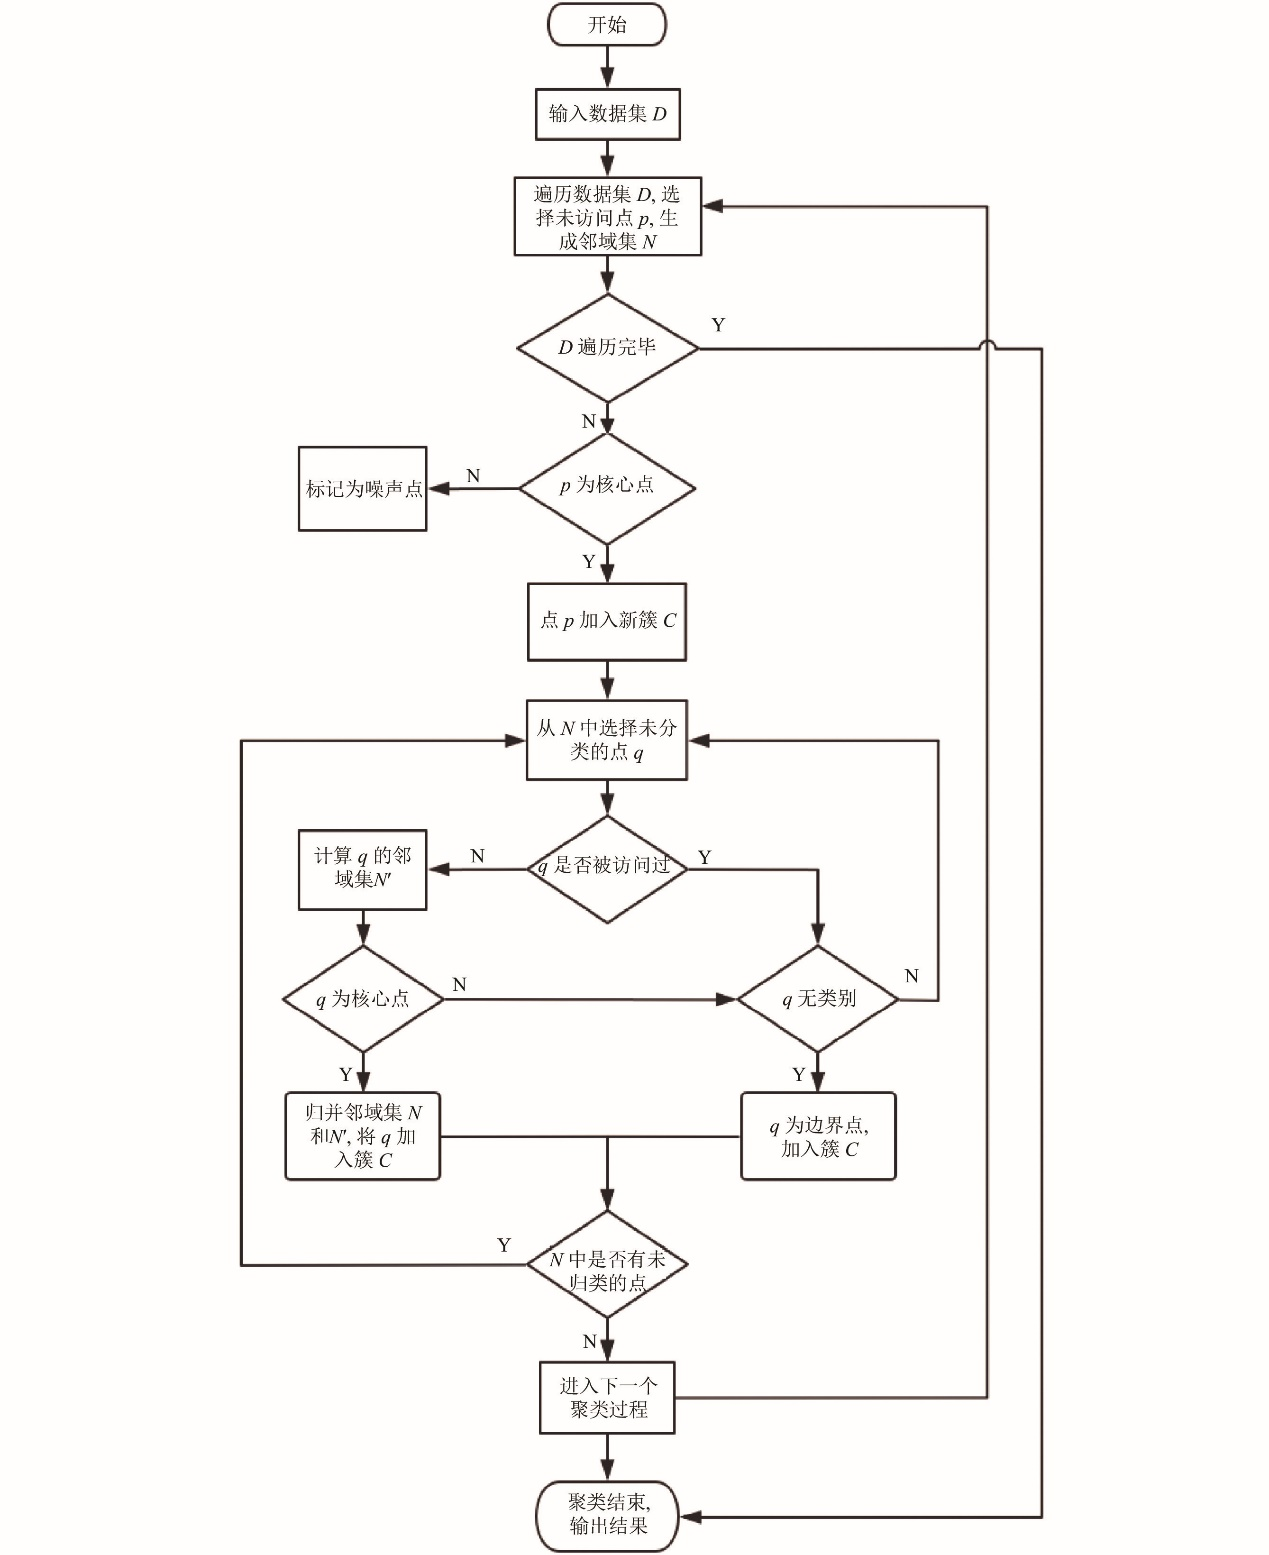 开始
输入数据集 D
遍历数据集 D, 选
择未访问点 p, 生
成邻域集 N
Y
D 遍历完毕
N
N
标记为噪声点
p 为核心点
Y
点 p 加入新簇 C
从 N 中选择未分
类的点 q
计算 q 的邻
域集N′
N
q 是否被访问过
Y
q 为核心点
N
q 无类别
N
Y
Y
归并邻域集 N
和N′, 将 q 加
入簇 C
q 为边界点,
加入簇 C
Y
N 中是否有未
归类的点
N
进入下一个
聚类过程
聚类结束,
输出结果